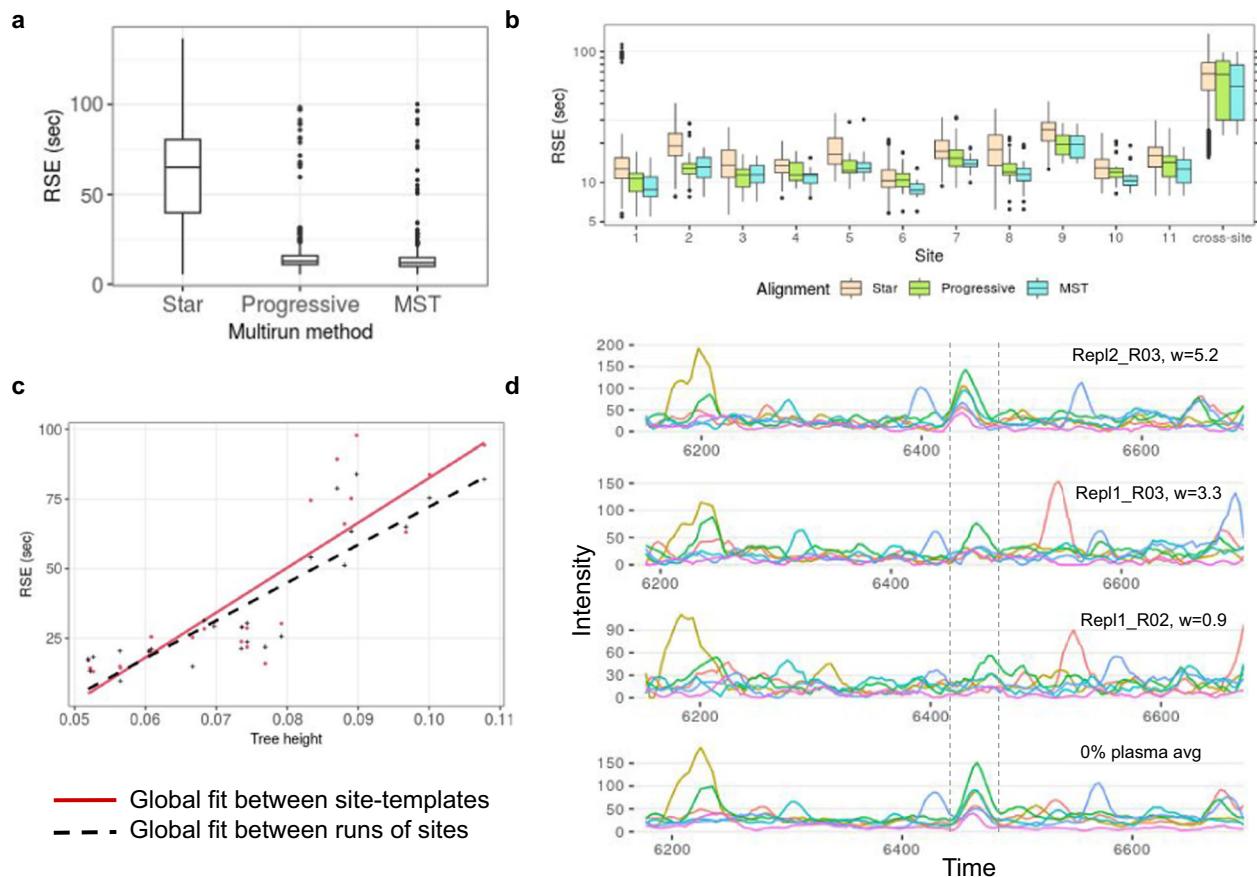 a
RSE (sec)
100
50
0
Star Progressive MST
Multirun method
b
RSE (sec)
100
10
5
1 2 3 4 5 6 7 8 9 10 11 cross-site
Site
Alignment Star Progressive MST
c
RSE (sec)
100
75
50
25
0.05 0.06 0.07 0.08 0.09 0.10 0.11
Tree height
Global fit between site-templates
Global fit between runs of sites
d
Intensity
200
150
100
50
0
Repl2_R03, w=5.2
6200 6400 6600
150
100
50
0
Repl1_R03, w=3.3
6200 6400 6600
90
60
30
0
Repl1_R02, w=0.9
6200 6400 6600
150
100
50
0
0% plasma avg
6200 6400 6600
Time